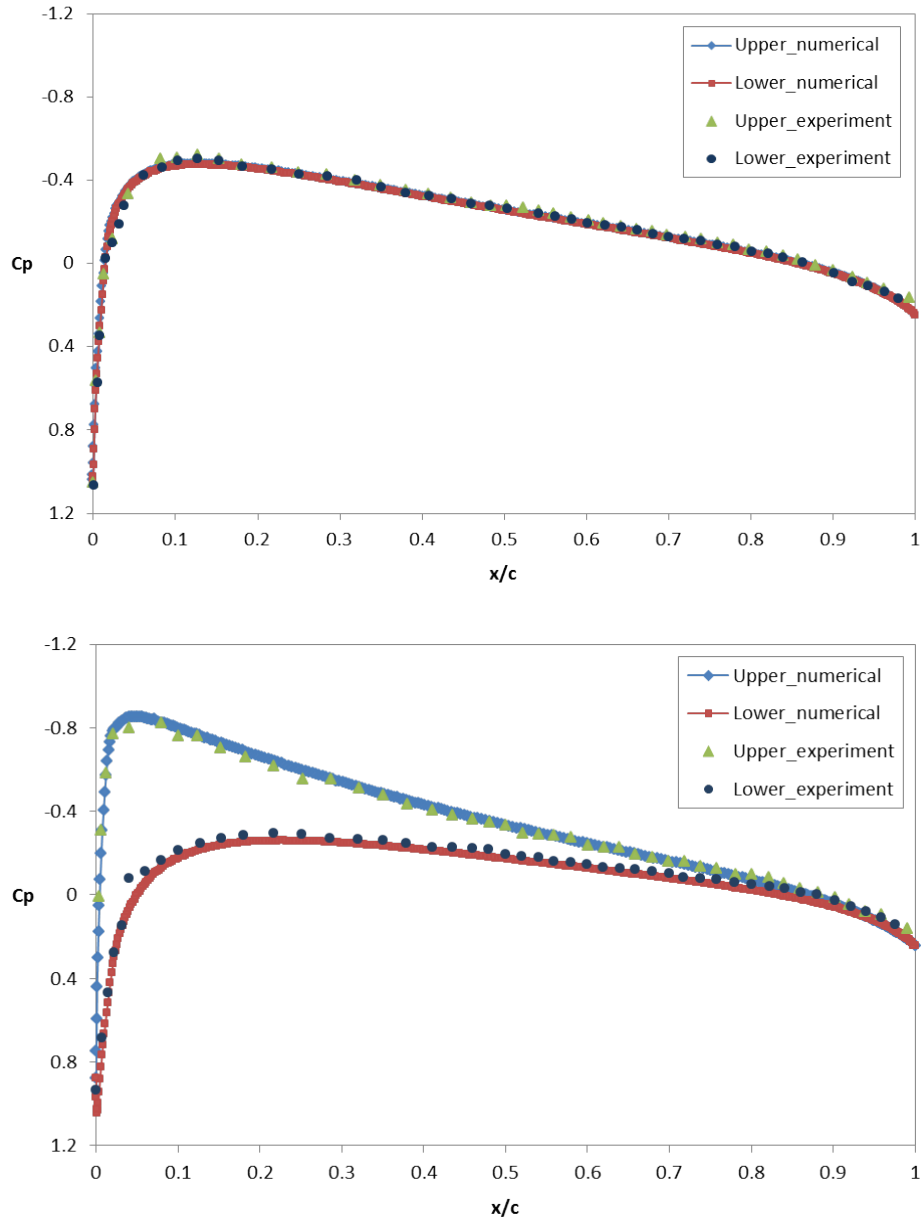 -1.2
Upper_numerical
Lower_numerical
Upper_experiment
Lower_experiment
-0.8
-0.4
Cp
0
0.4
0.8
1.2
0 0.1 0.2 0.3 0.4 0.5 0.6 0.7 0.8 0.9 1
x/c
-1.2
Upper_numerical
Lower_numerical
Upper_experiment
Lower_experiment
-0.8
-0.4
Cp
0
0.4
0.8
1.2
0 0.1 0.2 0.3 0.4 0.5 0.6 0.7 0.8 0.9 1
x/c